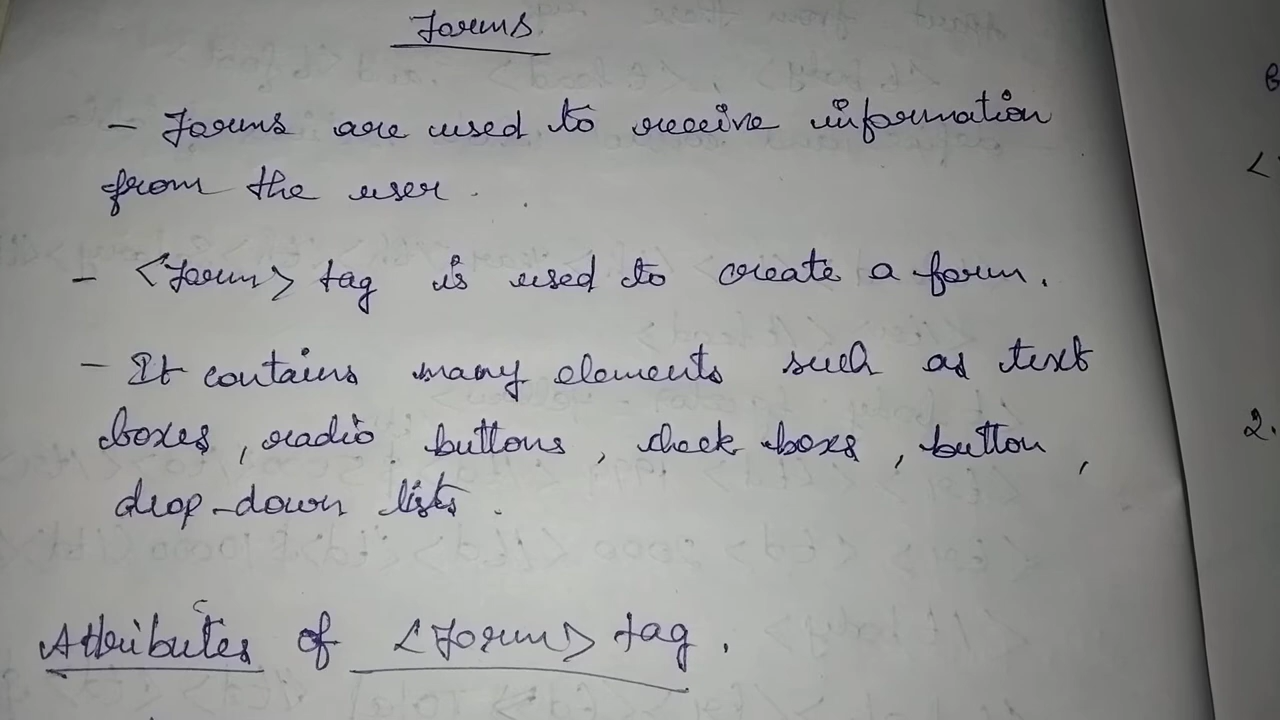 Forms
- Forms are used to receive information
from the user.
- <Form> tag is used to create a form.
- It contains many elements such as text
boxes, radio buttons, check boxes, button,
drop-down lists.
Attributes of <Form> tag.
2.